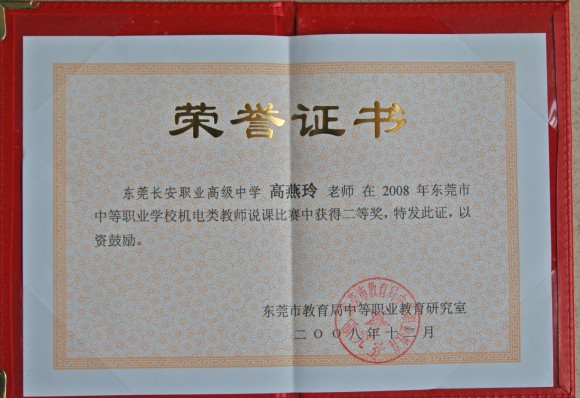 荣誉证书
东莞长安职业高级中学 高燕玲 老师 在 2008 年东莞市
中等职业学校机电类教师说课比赛中获得二等奖，特发此证，以
资鼓励。
东莞市教育局中等职业教育研究室
二〇〇八年十 月